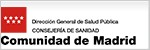 Dirección General de Salud Pública
CONSEJERÍA DE SANIDAD
Comunidad de Madrid